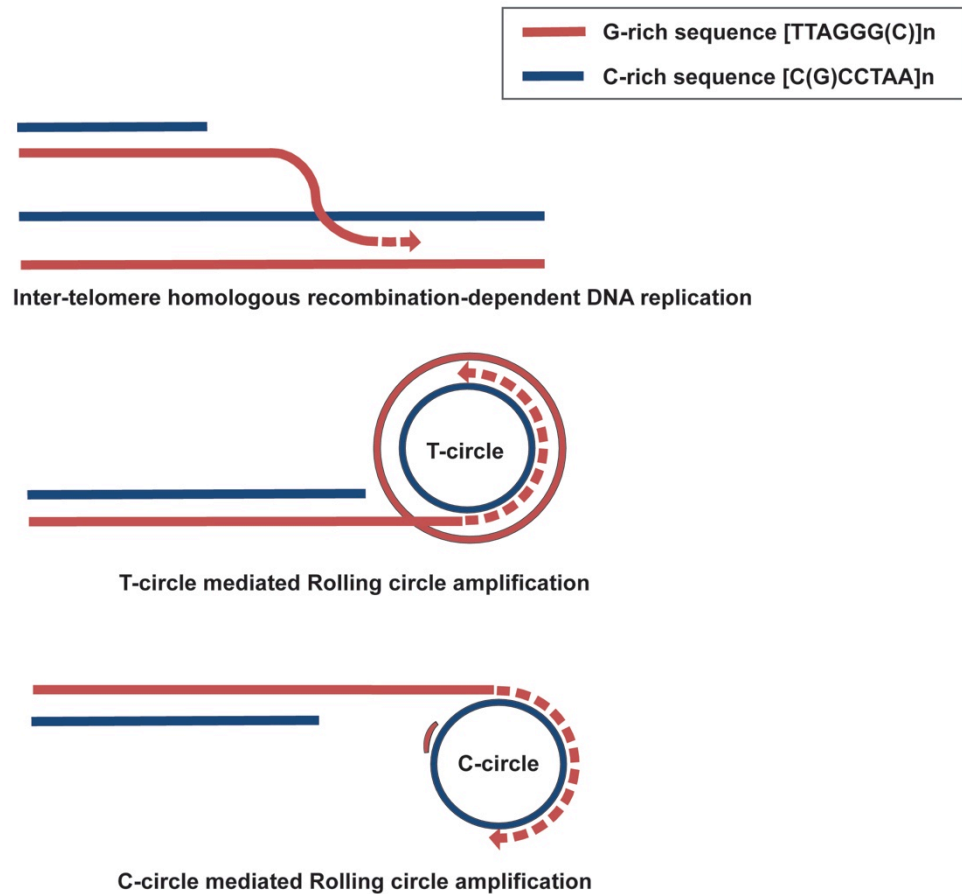 G-rich sequence [TTAGGG(C)]n
C-rich sequence [C(G)CCTAA]n
Inter-telomere homologous recombination-dependent DNA replication
T-circle
T-circle mediated Rolling circle amplification
C-circle
C-circle mediated Rolling circle amplification